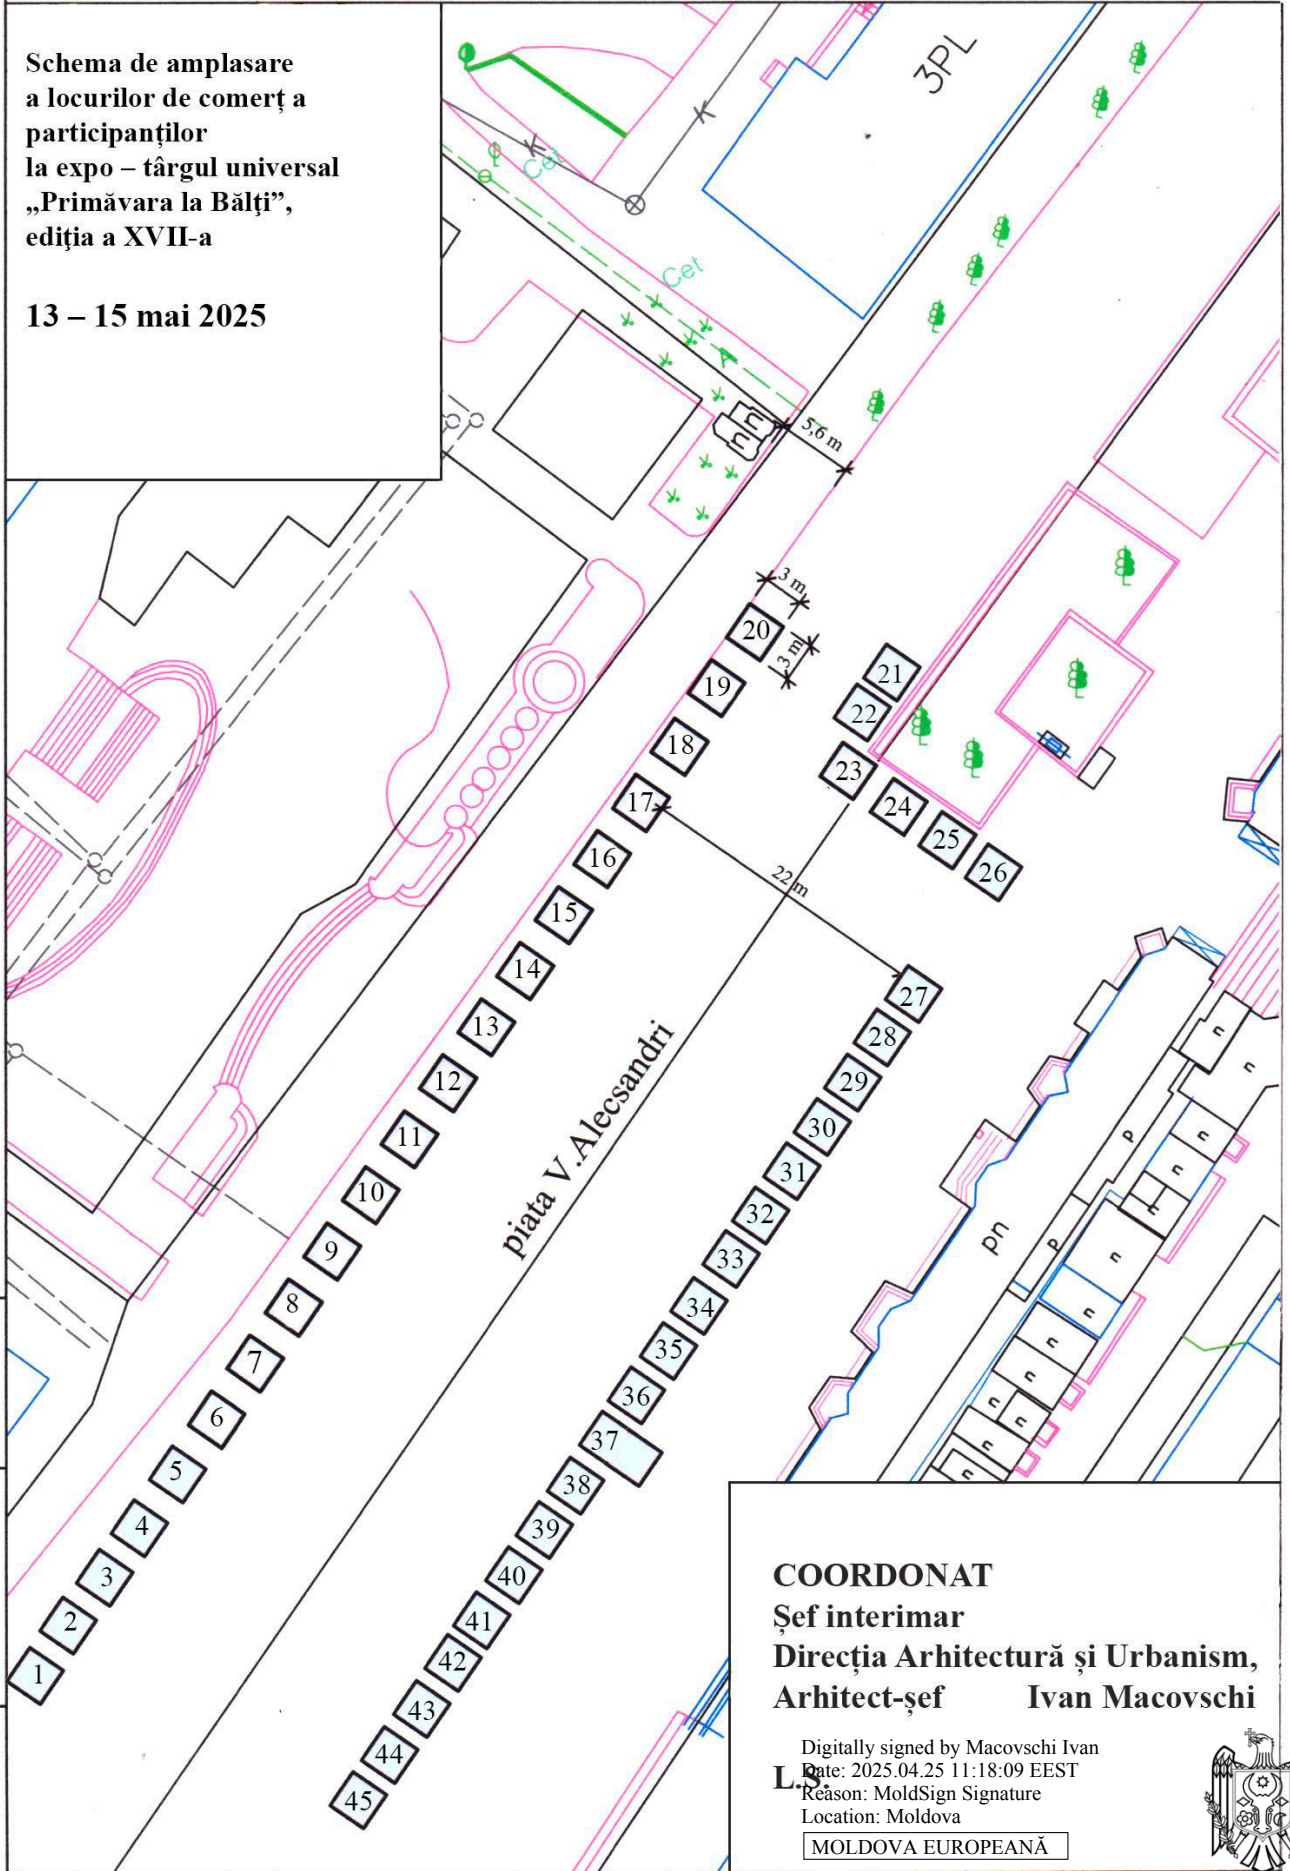 Schema de amplasare
a locurilor de comerț a
participanților
la expo – târgul universal
„Primăvara la Bălţi”,
ediţia a XVII-a
13 – 15 mai 2025
3PL
K
K
Cet
Cet
A
n
n
5,6 m
3 m
3 m
20
19
18
17
16
15
14
13
12
11
10
9
8
7
6
5
4
3
2
1
21
22
23
24
25
26
22 m
piata V.Alecsandri
27
28
29
30
31
32
33
34
35
36
37
38
39
40
41
42
43
44
45
n
n
P
n
n
pn
P
n
n
n
n
n
n
n
n
COORDONAT
Șef interimar
Direcția Arhitectură și Urbanism,
Arhitect-șef Ivan Macovschi
L.S.
Digitally signed by Macovschi Ivan
Date: 2025.04.25 11:18:09 EEST
Reason: MoldSign Signature
Location: Moldova
MOLDOVA EUROPEANĂ